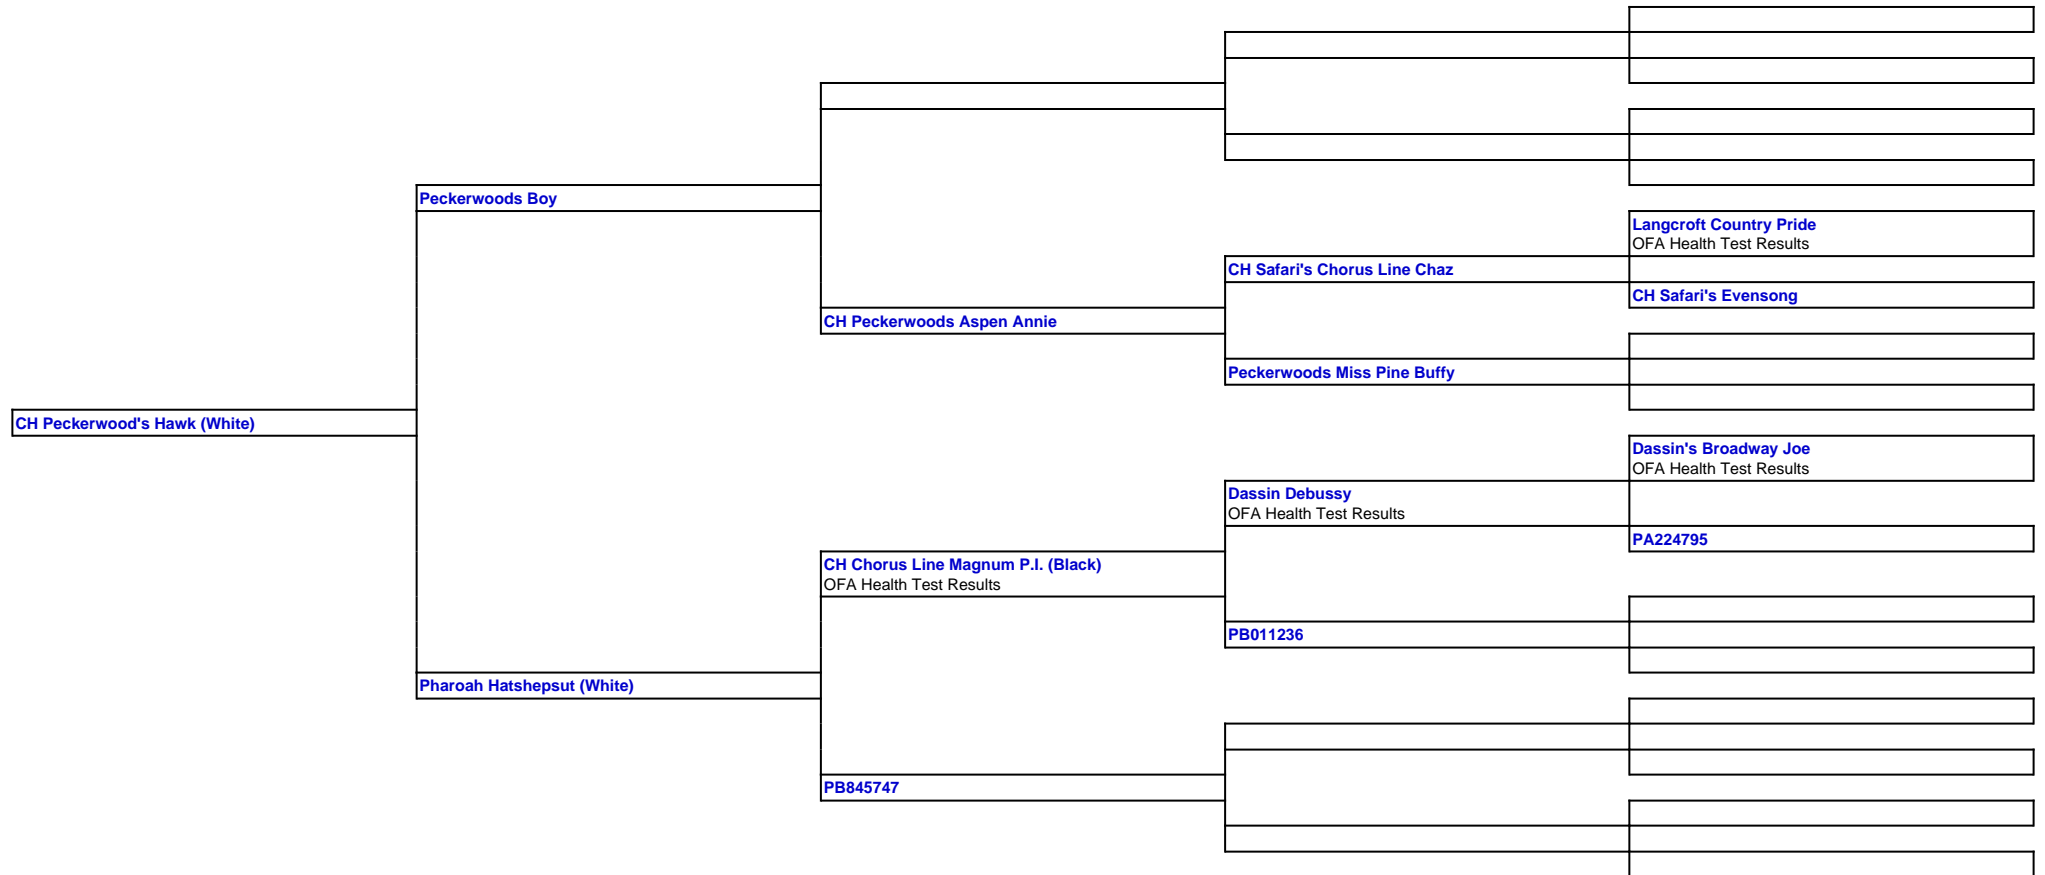 Peckerwoods Boy
Langcroft Country Pride
OFA Health Test Results
CH Safari's Chorus Line Chaz
CH Safari's Evensong
CH Peckerwoods Aspen Annie
Peckerwoods Miss Pine Buffy
CH Peckerwood's Hawk (White)
Dassin's Broadway Joe
OFA Health Test Results
Dassin Debussy
OFA Health Test Results
PA224795
CH Chorus Line Magnum P.I. (Black)
OFA Health Test Results
PB011236
Pharoah Hatshepsut (White)
PB845747